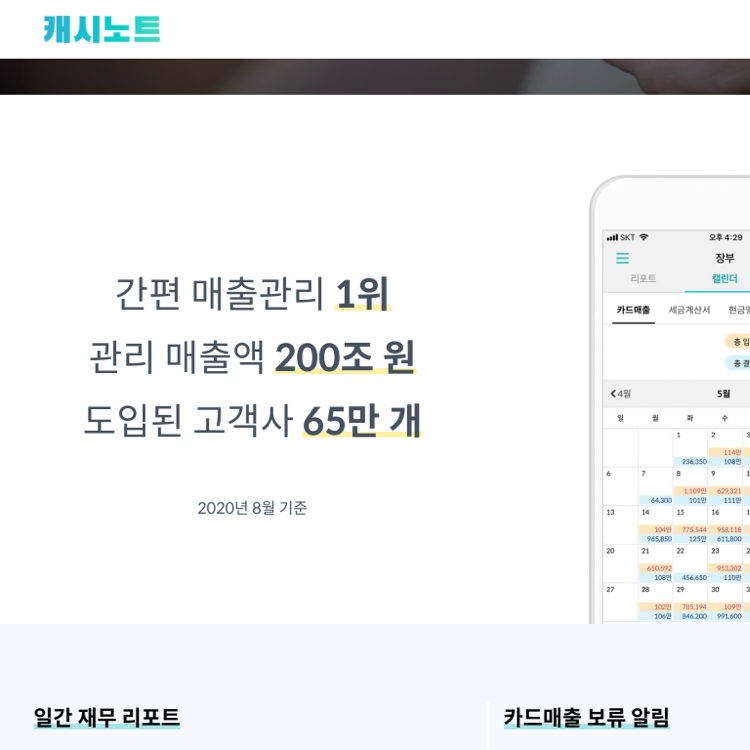 캐시노트
간편 매출관리 1위
관리 매출액 200조 원
도입된 고객사 65만 개
2020년 8월 기준
SKT 오후 4:29
장부
리포트 캘린더
카드매출 세금계산서
총
총
4월 5월
일 월 화 수
1 2
114만
236,350 108만
6 7 8 9
1,109만 629,321
64,300 101만 111만
13 14 15 16
104만 775,544 958,118
965,850 125만 611,800
20 21 22 23
650,592 953,302
108만 456,650 110만
27 28 29 30
102만 785,194 109만
106만 846,200 991,600
일간 재무 리포트
카드매출 보류 알림